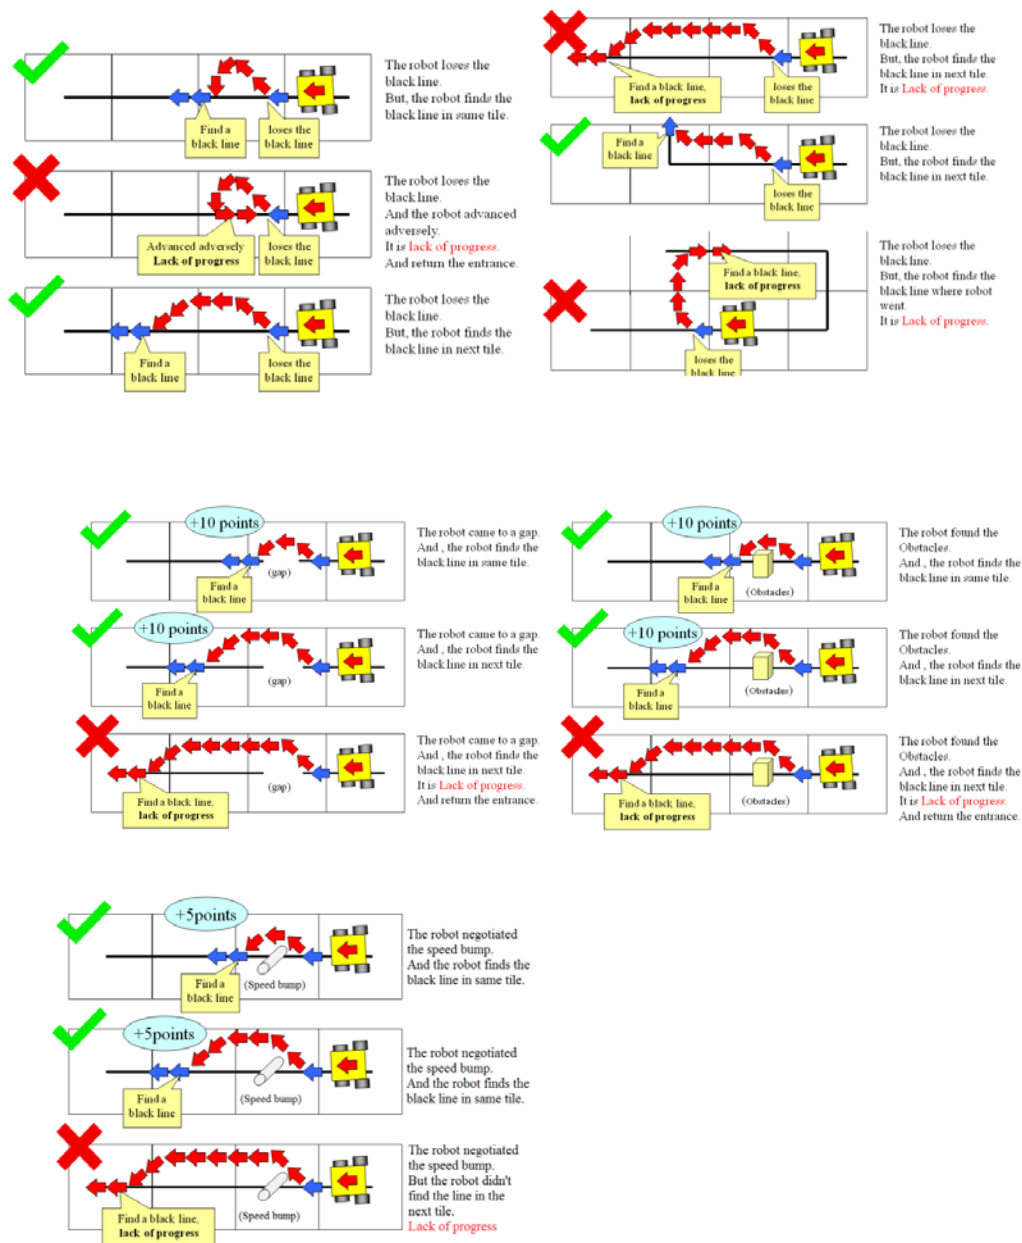 The robot loses the
black line.
But, the robot finds the
black line in same tile.
Find a
black line
loses the
black line
The robot loses the
black line.
And the robot advanced
adversely.
It is lack of progress.
And return the entrance.
Advanced adversely
Lack of progress
loses the
black line
The robot loses the
black line.
But, the robot finds the
black line in next tile.
Find a
black line
loses the
black line
The robot loses the
black line.
But, the robot finds the
black line in next tile.
It is Lack of progress.
Find a black line,
lack of progress
loses the
black line
The robot loses the
black line.
But, the robot finds the
black line in next tile.
Find a
black line
loses the
black line
The robot loses the
black line.
But, the robot finds the
black line where robot
went.
It is Lack of progress.
Find a black line,
lack of progress
loses the
black line
+10 points
The robot came to a gap.
And , the robot finds the
black line in same tile.
(gap)
Find a
black line
+10 points
The robot came to a gap.
And , the robot finds the
black line in next tile.
(gap)
Find a
black line
The robot came to a gap.
And , the robot finds the
black line in next tile.
It is Lack of progress.
And return the entrance.
(gap)
Find a black line,
lack of progress
+10 points
The robot found the
Obstacles.
And , the robot finds the
black line in same tile.
(Obstacles)
Find a
black line
+10 points
The robot found the
Obstacles.
And , the robot finds the
black line in next tile.
(Obstacles)
Find a
black line
The robot found the
Obstacles.
And , the robot finds the
black line in next tile.
It is Lack of progress.
And return the entrance.
(Obstacles)
Find a black line,
lack of progress
+5points
The robot negotiated
the speed bump.
And the robot finds the
black line in same tile.
(Speed bump)
Find a
black line
+5points
The robot negotiated
the speed bump.
And the robot finds the
black line in same tile.
(Speed bump)
Find a
black line
The robot negotiated
the speed bump.
But the robot didn't
find the line in the
next tile.
Lack of progress
(Speed bump)
Find a black line,
lack of progress